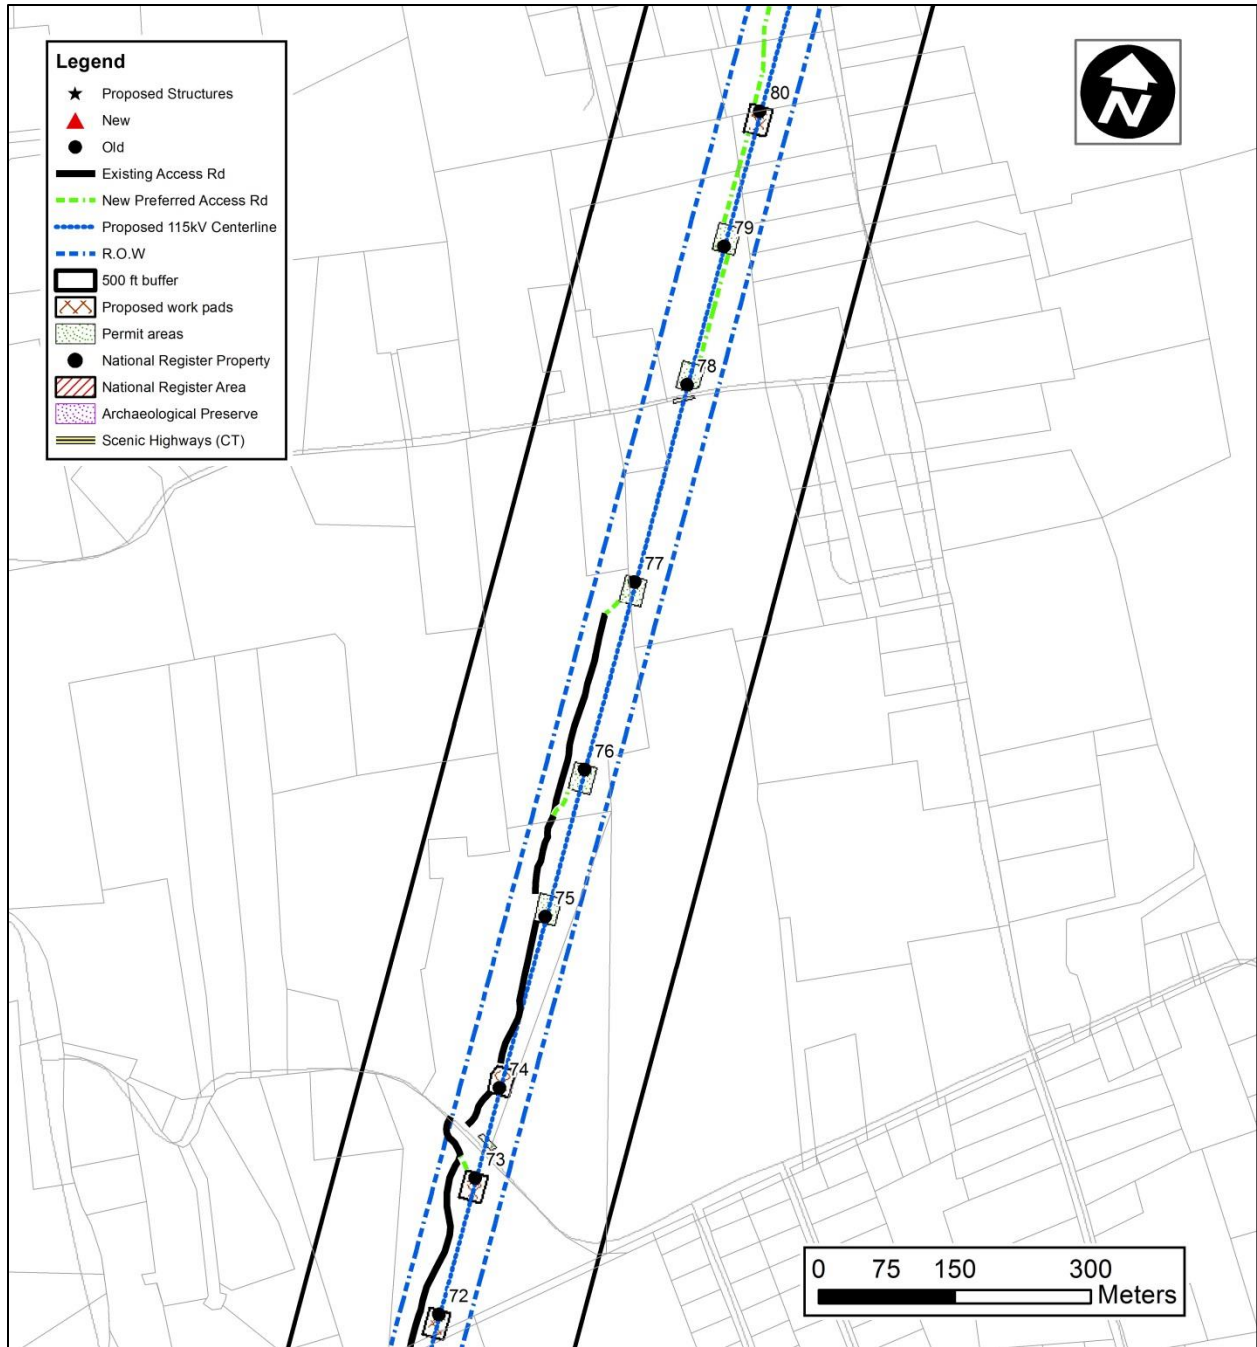 Legend
Proposed Structures
New
Old
Existing Access Rd
New Preferred Access Rd
Proposed 115kV Centerline
R.O.W
500 ft buffer
Proposed work pads
Permit areas
National Register Property
National Register Area
Archaeological Preserve
Scenic Highways (CT)
N
80
79
78
77
76
75
74
73
72
0 75 150 300
Meters